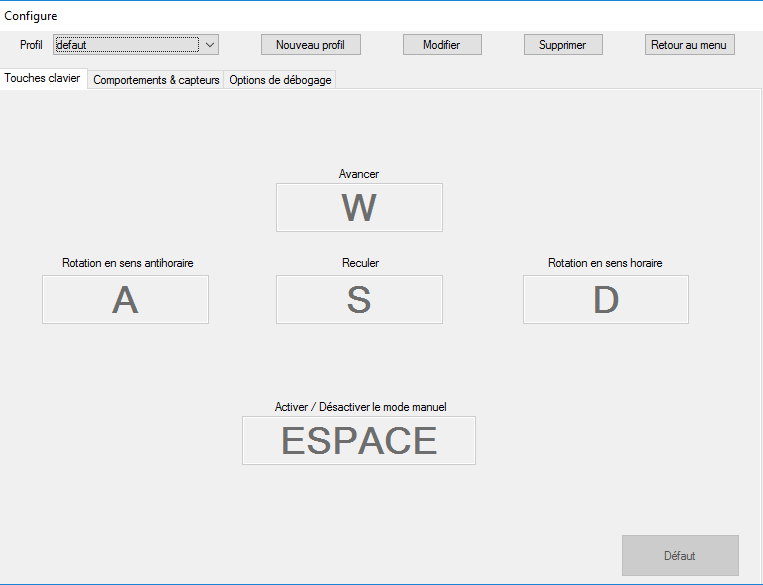 Configure
Profil defaut Nouveau profil Modifier Supprimer Retour au menu
Touches clavier Comportements & capteurs Options de débogage
Avancer
W
Rotation en sens antihoraire Reculer Rotation en sens horaire
A S D
Activer / Désactiver le mode manuel
ESPACE
Défaut